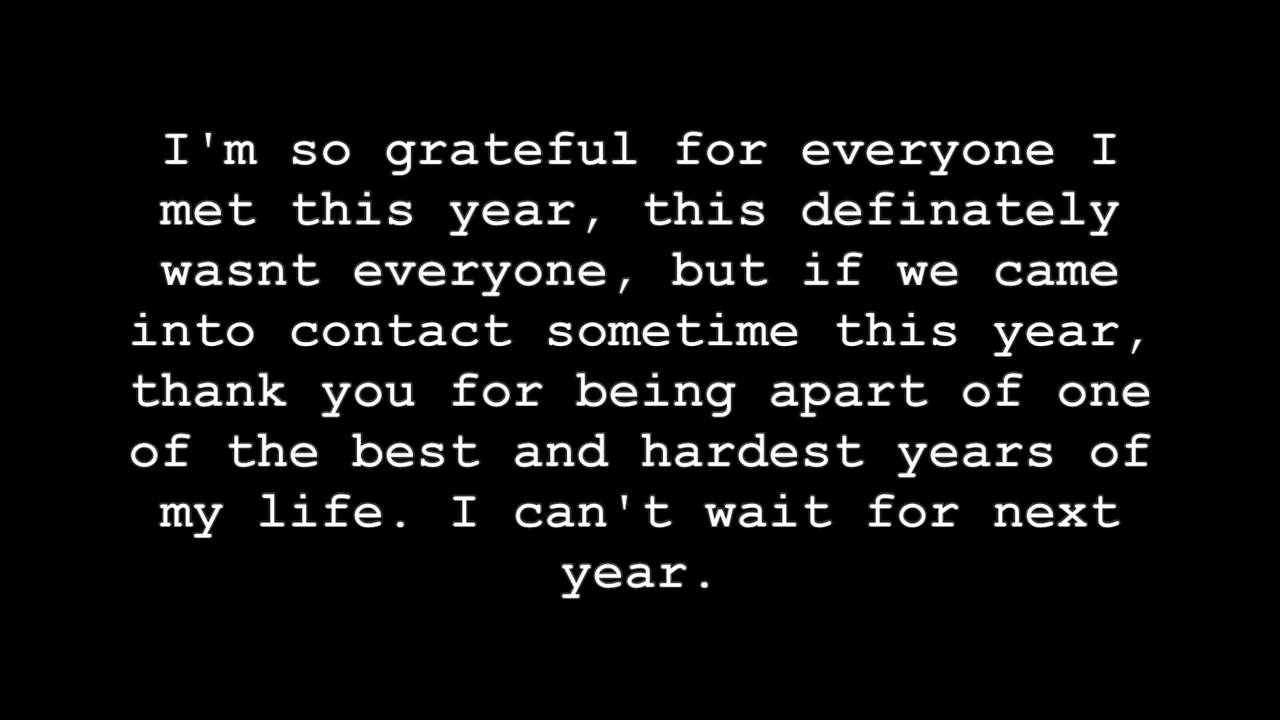 I'm so grateful for everyone I
met this year, this definately
wasnt everyone, but if we came
into contact sometime this year,
thank you for being apart of one
of the best and hardest years of
my life. I can't wait for next
year.